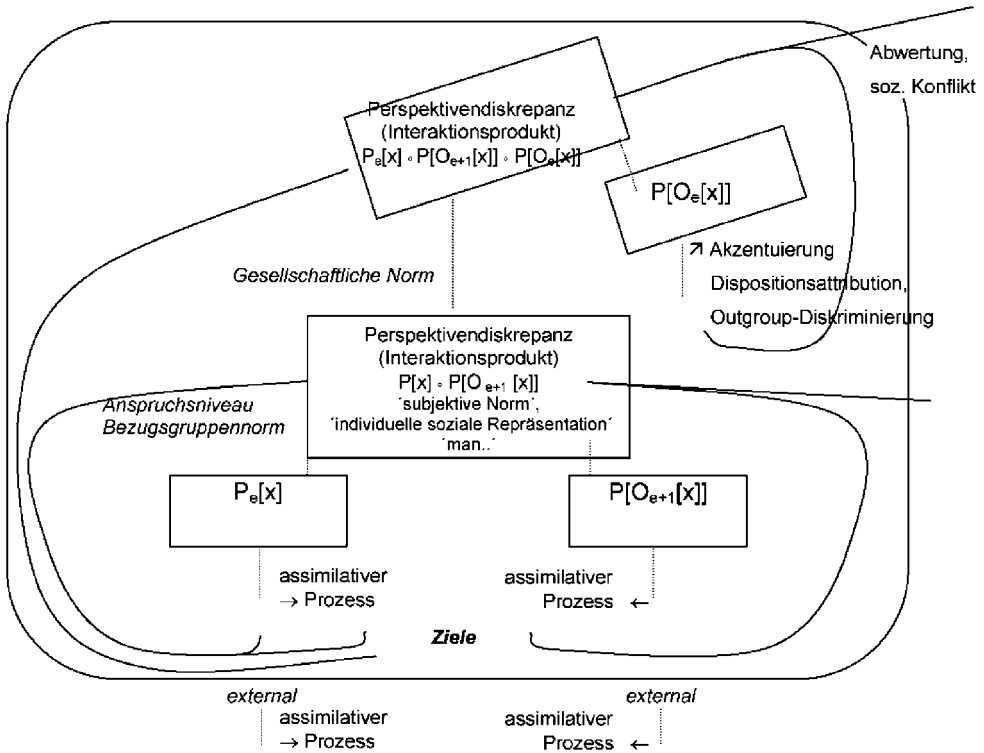 Abwertung,
soz. Konflikt
Perspektivendiskrepanz
(Interaktionsprodukt)
Pₑ[x] ∘ P[Oₑ₊₁[x]] ∘ P[Oₑ[x]]
P[Oₑ[x]]
↗ Akzentuierung
Dispositionsattribution,
Outgroup-Diskriminierung
Gesellschaftliche Norm
Perspektivendiskrepanz
(Interaktionsprodukt)
P[x] ∘ P[Oₑ₊₁ [x]]
´subjektive Norm´,
´individuelle soziale Repräsentation´
´man..´
Anspruchsniveau
Bezugsgruppennorm
Pₑ[x]
P[Oₑ₊₁[x]]
assimilativer
→ Prozess
assimilativer
Prozess ←
Ziele
external
external
assimilativer
→ Prozess
assimilativer
Prozess ←